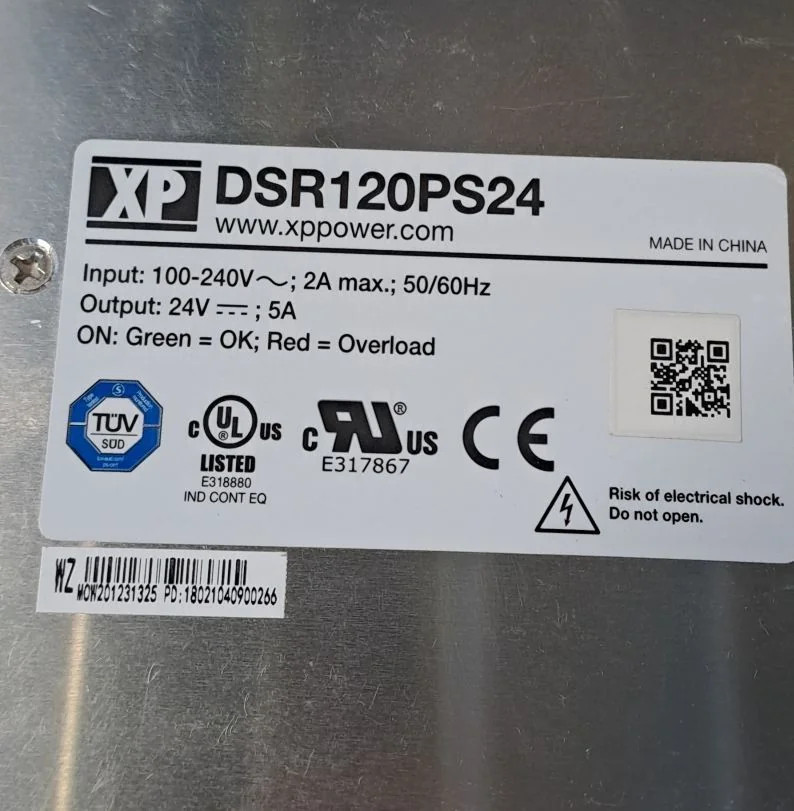 XP DSR120PS24
www.xppower.com
MADE IN CHINA
Input: 100-240V～; 2A max.; 50/60Hz
Output: 24V ⎓ ; 5A
ON: Green = OK; Red = Overload
TÜV
SÜD
c UL ® US
LISTED
E318880
IND CONT EQ
c RU ® US
E317867
CE
Risk of electrical shock.
Do not open.
WZ
MOW201231325 PD:18021040900266